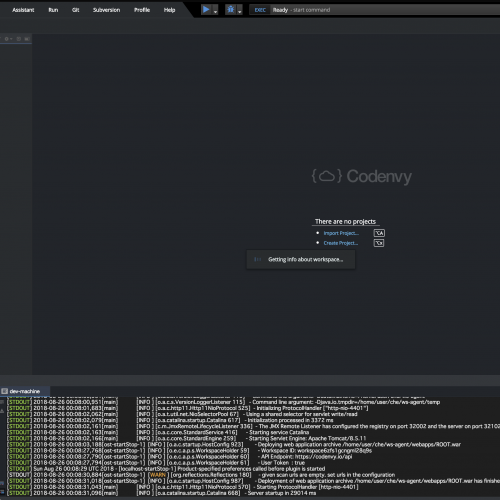 Assistant Run Git Subversion Profile Help EXEC Ready - start command
{ } Codenvy
There are no projects
Import Project... ⌥A
Create Project... ⌥x
Getting info about workspace...
dev-machine
[STDOUT] 2018-08-26 00:08:00,951[main] [INFO ] [o.a.c.s.VersionLoggerListener 115] - Command line argument: -Djava.io.tmpdir=/home/user/che/ws-agent/temp
[STDOUT] 2018-08-26 00:08:01,683[main] [INFO ] [o.a.c.http11.Http11NioProtocol 525] - Initializing ProtocolHandler ["http-nio-4401"]
[STDOUT] 2018-08-26 00:08:02,062[main] [INFO ] [o.a.t.util.net.NioSelectorPool 67] - Using a shared selector for servlet write/read
[STDOUT] 2018-08-26 00:08:02,079[main] [INFO ] [o.a.catalina.startup.Catalina 617] - Initialization processed in 3372 ms
[STDOUT] 2018-08-26 00:08:02,161[main] [INFO ] [c.m.JmxRemoteLifecycleListener 336] - The JMX Remote Listener has configured the registry on port 32002 and the server on port 32102
[STDOUT] 2018-08-26 00:08:02,163[main] [INFO ] [o.a.c.core.StandardService 416] - Starting service Catalina
[STDOUT] 2018-08-26 00:08:02,166[main] [INFO ] [o.a.c.core.StandardEngine 259] - Starting Servlet Engine: Apache Tomcat/8.5.11
[STDOUT] 2018-08-26 00:08:03,188[ost-startStop-1] [INFO ] [o.a.c.startup.HostConfig 923] - Deploying web application archive /home/user/che/ws-agent/webapps/ROOT.war
[STDOUT] 2018-08-26 00:08:27,768[ost-startStop-1] [INFO ] [o.e.c.a.p.s.WorkspaceHolder 59] - Workspace ID:
[STDOUT] 2018-08-26 00:08:27,790[ost-startStop-1] [INFO ] [o.e.c.a.p.s.WorkspaceHolder 60] - API Endpoint: https://codenvy.io/api
[STDOUT] 2018-08-26 00:08:27,794[ost-startStop-1] [INFO ] [o.e.c.a.p.s.WorkspaceHolder 61] - User Token : true
[STDOUT] Sun Aug 26 00:08:29 UTC 2018 - [localhost-startStop-1] Product-specified preferences called before plugin is started
[STDOUT] 2018-08-26 00:08:30,684[ost-startStop-1] [WARN ] [org.reflections.Reflections 180] - given scan urls are empty. set urls in the configuration
[STDOUT] 2018-08-26 00:08:31,018[ost-startStop-1] [INFO ] [o.a.c.startup.HostConfig 987] - Deployment of web application archive /home/user/che/ws-agent/webapps/ROOT.war has finis
[STDOUT] 2018-08-26 00:08:31,043[main] [INFO ] [o.a.c.http11.Http11NioProtocol 570] - Starting ProtocolHandler [http-nio-4401]
[STDOUT] 2018-08-26 00:08:31,096[main] [INFO ] [o.a.catalina.startup.Catalina 668] - Server startup in 29014 ms